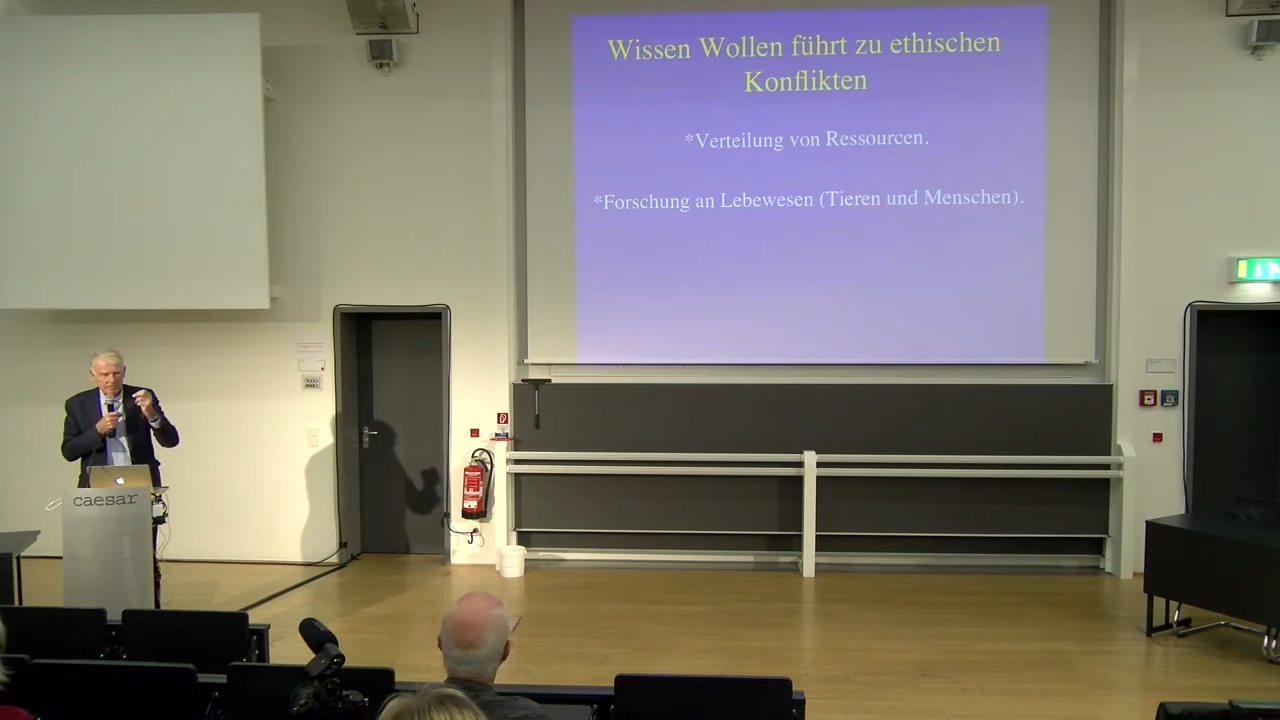 Wissen Wollen führt zu ethischen
Konflikten
*Verteilung von Ressourcen.
*Forschung an Lebewesen (Tieren und Menschen).
caesar